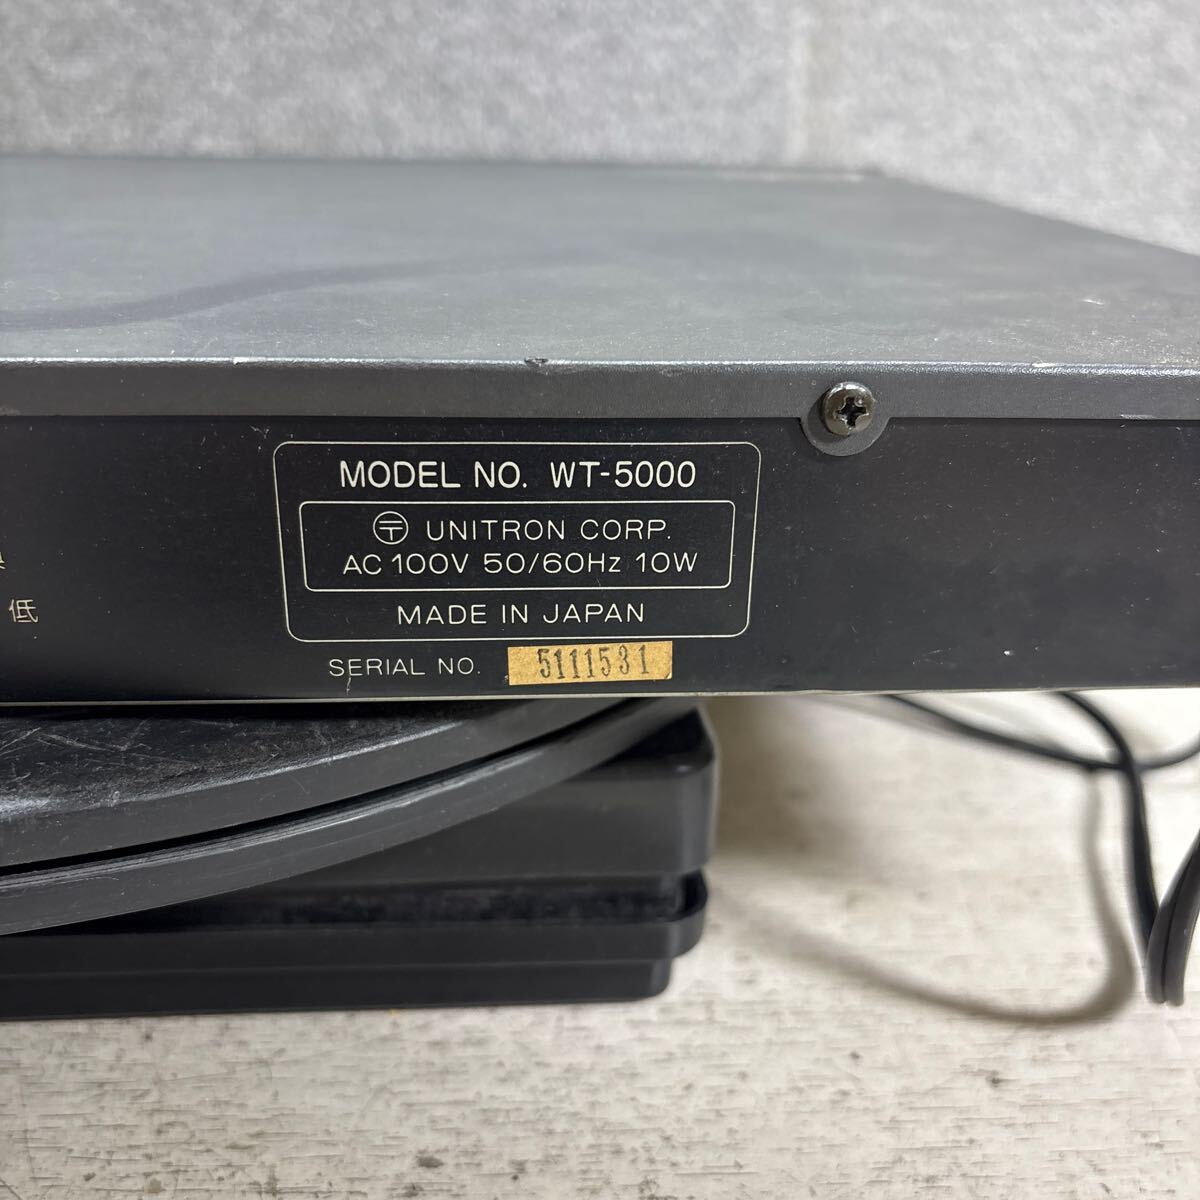 MODEL NO. WT-5000
〒 UNITRON CORP.
AC 100V 50/60Hz 10W
MADE IN JAPAN
SERIAL NO. 5111531
低